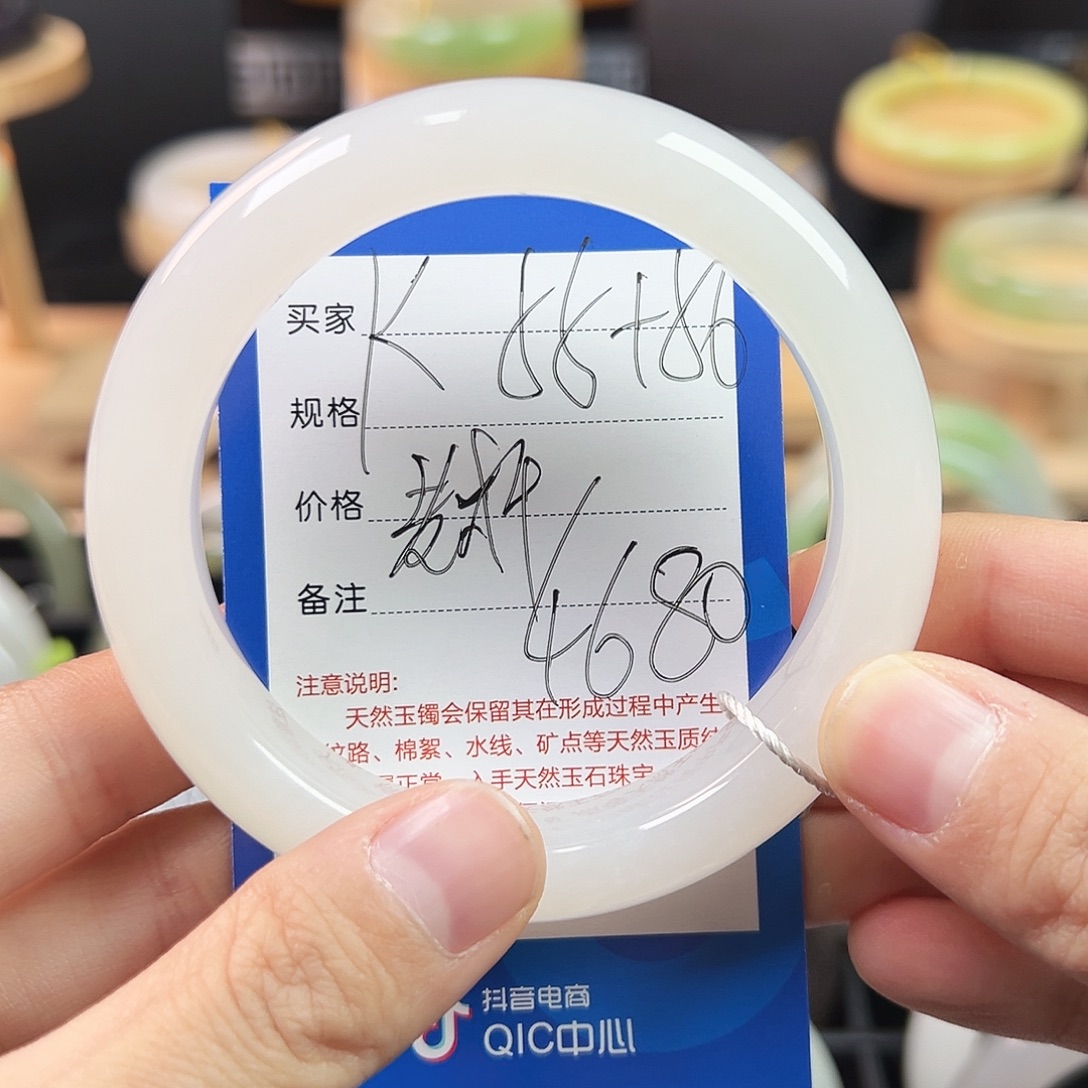 买家 K
规格
价格
备注 4680
注意说明:
天然玉镯会保留其在形成过程中产生
纹路、棉絮、水线、矿点等天然玉质
正常 入手天然玉石珠宝
抖音电商
QIC中心